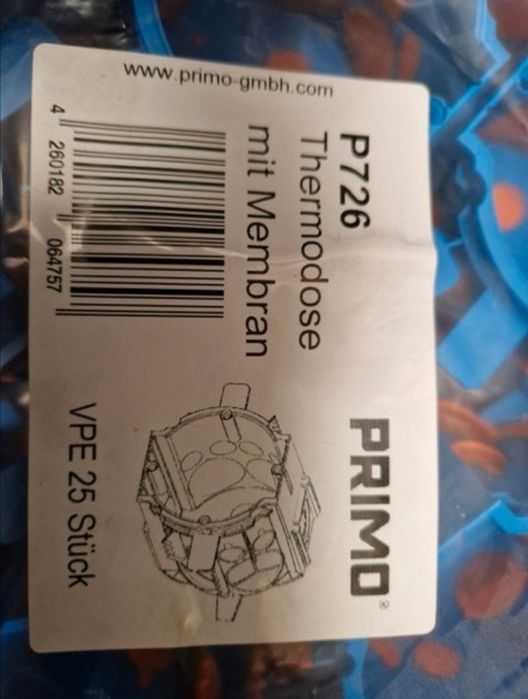 www.primo-gmbh.com
P726
Thermodose
mit Membran
4 260182 064757
PRIMO®
VPE 25 Stück